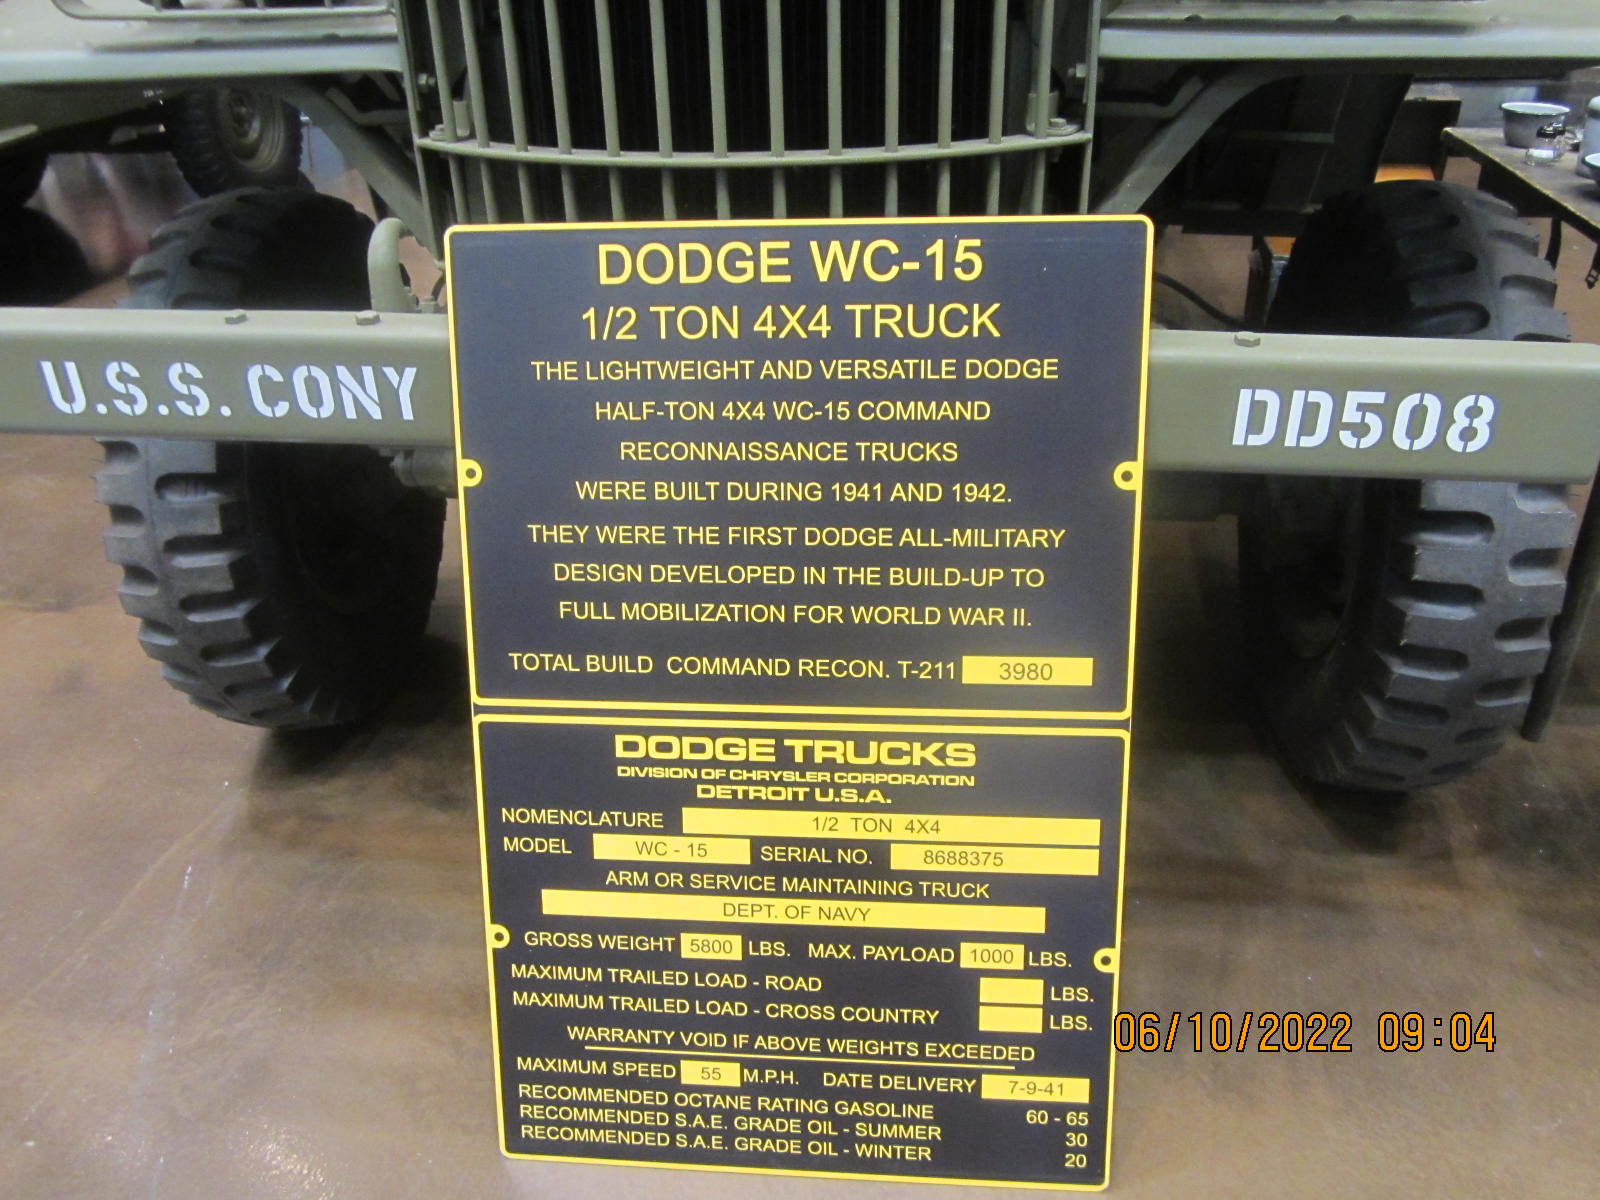 U.S.S. CONY
DD508
DODGE WC-15
1/2 TON 4X4 TRUCK
THE LIGHTWEIGHT AND VERSATILE DODGE
HALF-TON 4X4 WC-15 COMMAND
RECONNAISSANCE TRUCKS
WERE BUILT DURING 1941 AND 1942.
THEY WERE THE FIRST DODGE ALL-MILITARY
DESIGN DEVELOPED IN THE BUILD-UP TO
FULL MOBILIZATION FOR WORLD WAR II.
TOTAL BUILD COMMAND RECON. T-211 3980
DODGE TRUCKS
DIVISION OF CHRYSLER CORPORATION
DETROIT U.S.A.
NOMENCLATURE 1/2 TON 4X4
MODEL WC - 15 SERIAL NO. 8688375
ARM OR SERVICE MAINTAINING TRUCK
DEPT. OF NAVY
GROSS WEIGHT 5800 LBS. MAX. PAYLOAD 1000 LBS.
MAXIMUM TRAILED LOAD - ROAD LBS.
MAXIMUM TRAILED LOAD - CROSS COUNTRY LBS.
WARRANTY VOID IF ABOVE WEIGHTS EXCEEDED
MAXIMUM SPEED 55 M.P.H. DATE DELIVERY 7-9-41
RECOMMENDED OCTANE RATING GASOLINE 60 - 65
RECOMMENDED S.A.E. GRADE OIL - SUMMER 30
RECOMMENDED S.A.E. GRADE OIL - WINTER 20
06/10/2022 09:04